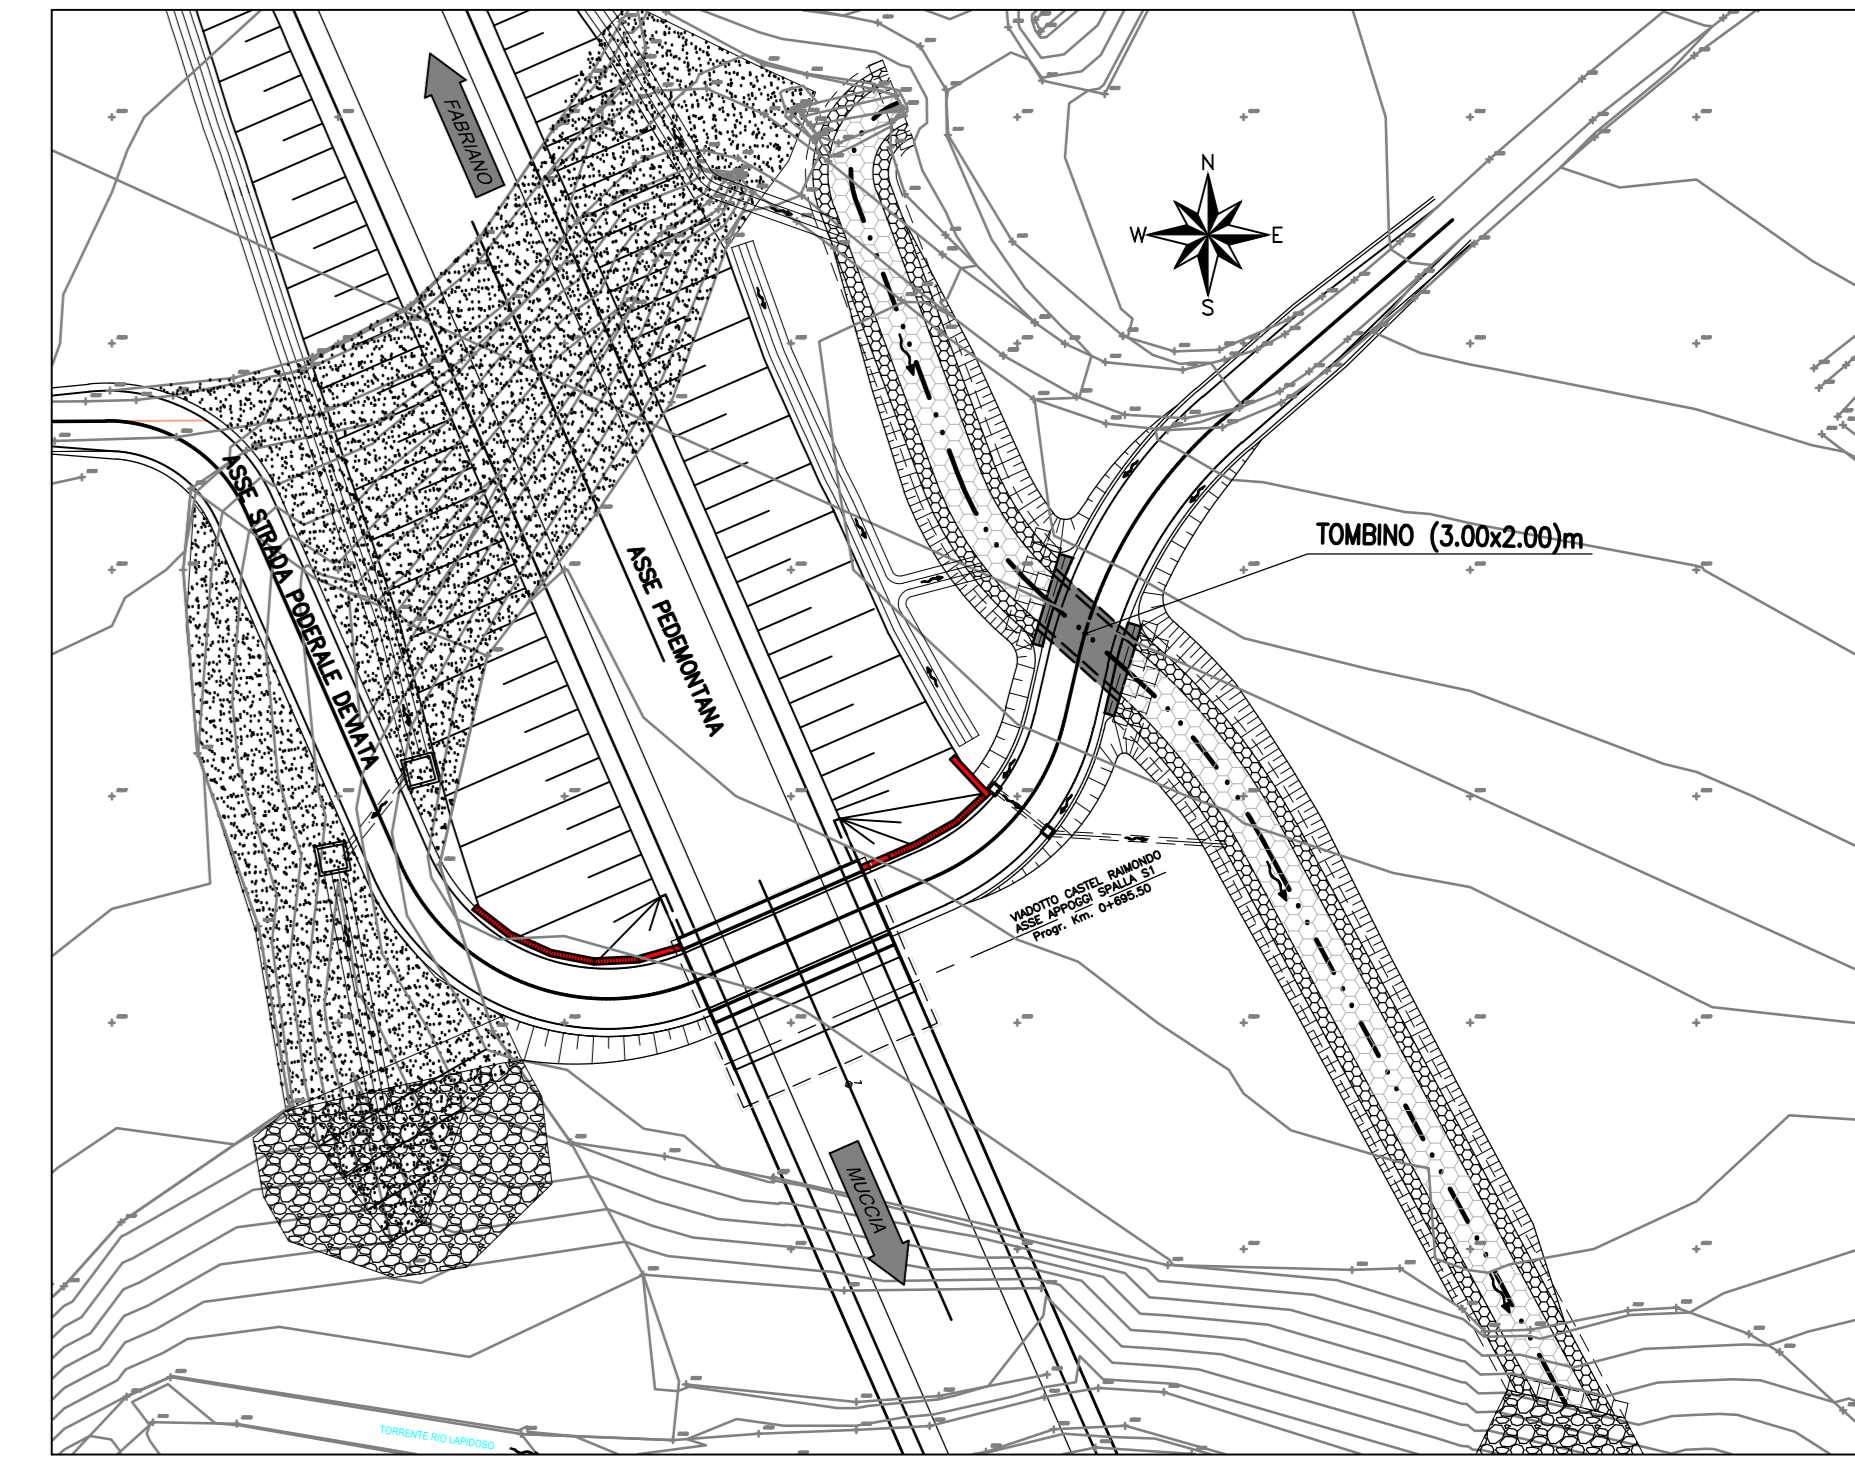 FABRIANO
N
W E
S
ASSE STRADA PODERALE DEVIATA
ASSE PEDEMONTANA
TOMBINO (3.00x2.00)m
VIADOTTO CASTEL RAIMONDO
ASSE APPOGGI SPALLA S1
Progr. Km. 0+695.50
MUCCIA
TORRENTE RIO LAPIDOSO